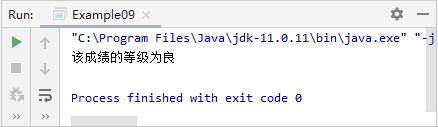 Run: Example09
"C:\Program Files\Java\jdk-11.0.11\bin\java.exe" "-j
该成绩的等级为良
Process finished with exit code 0